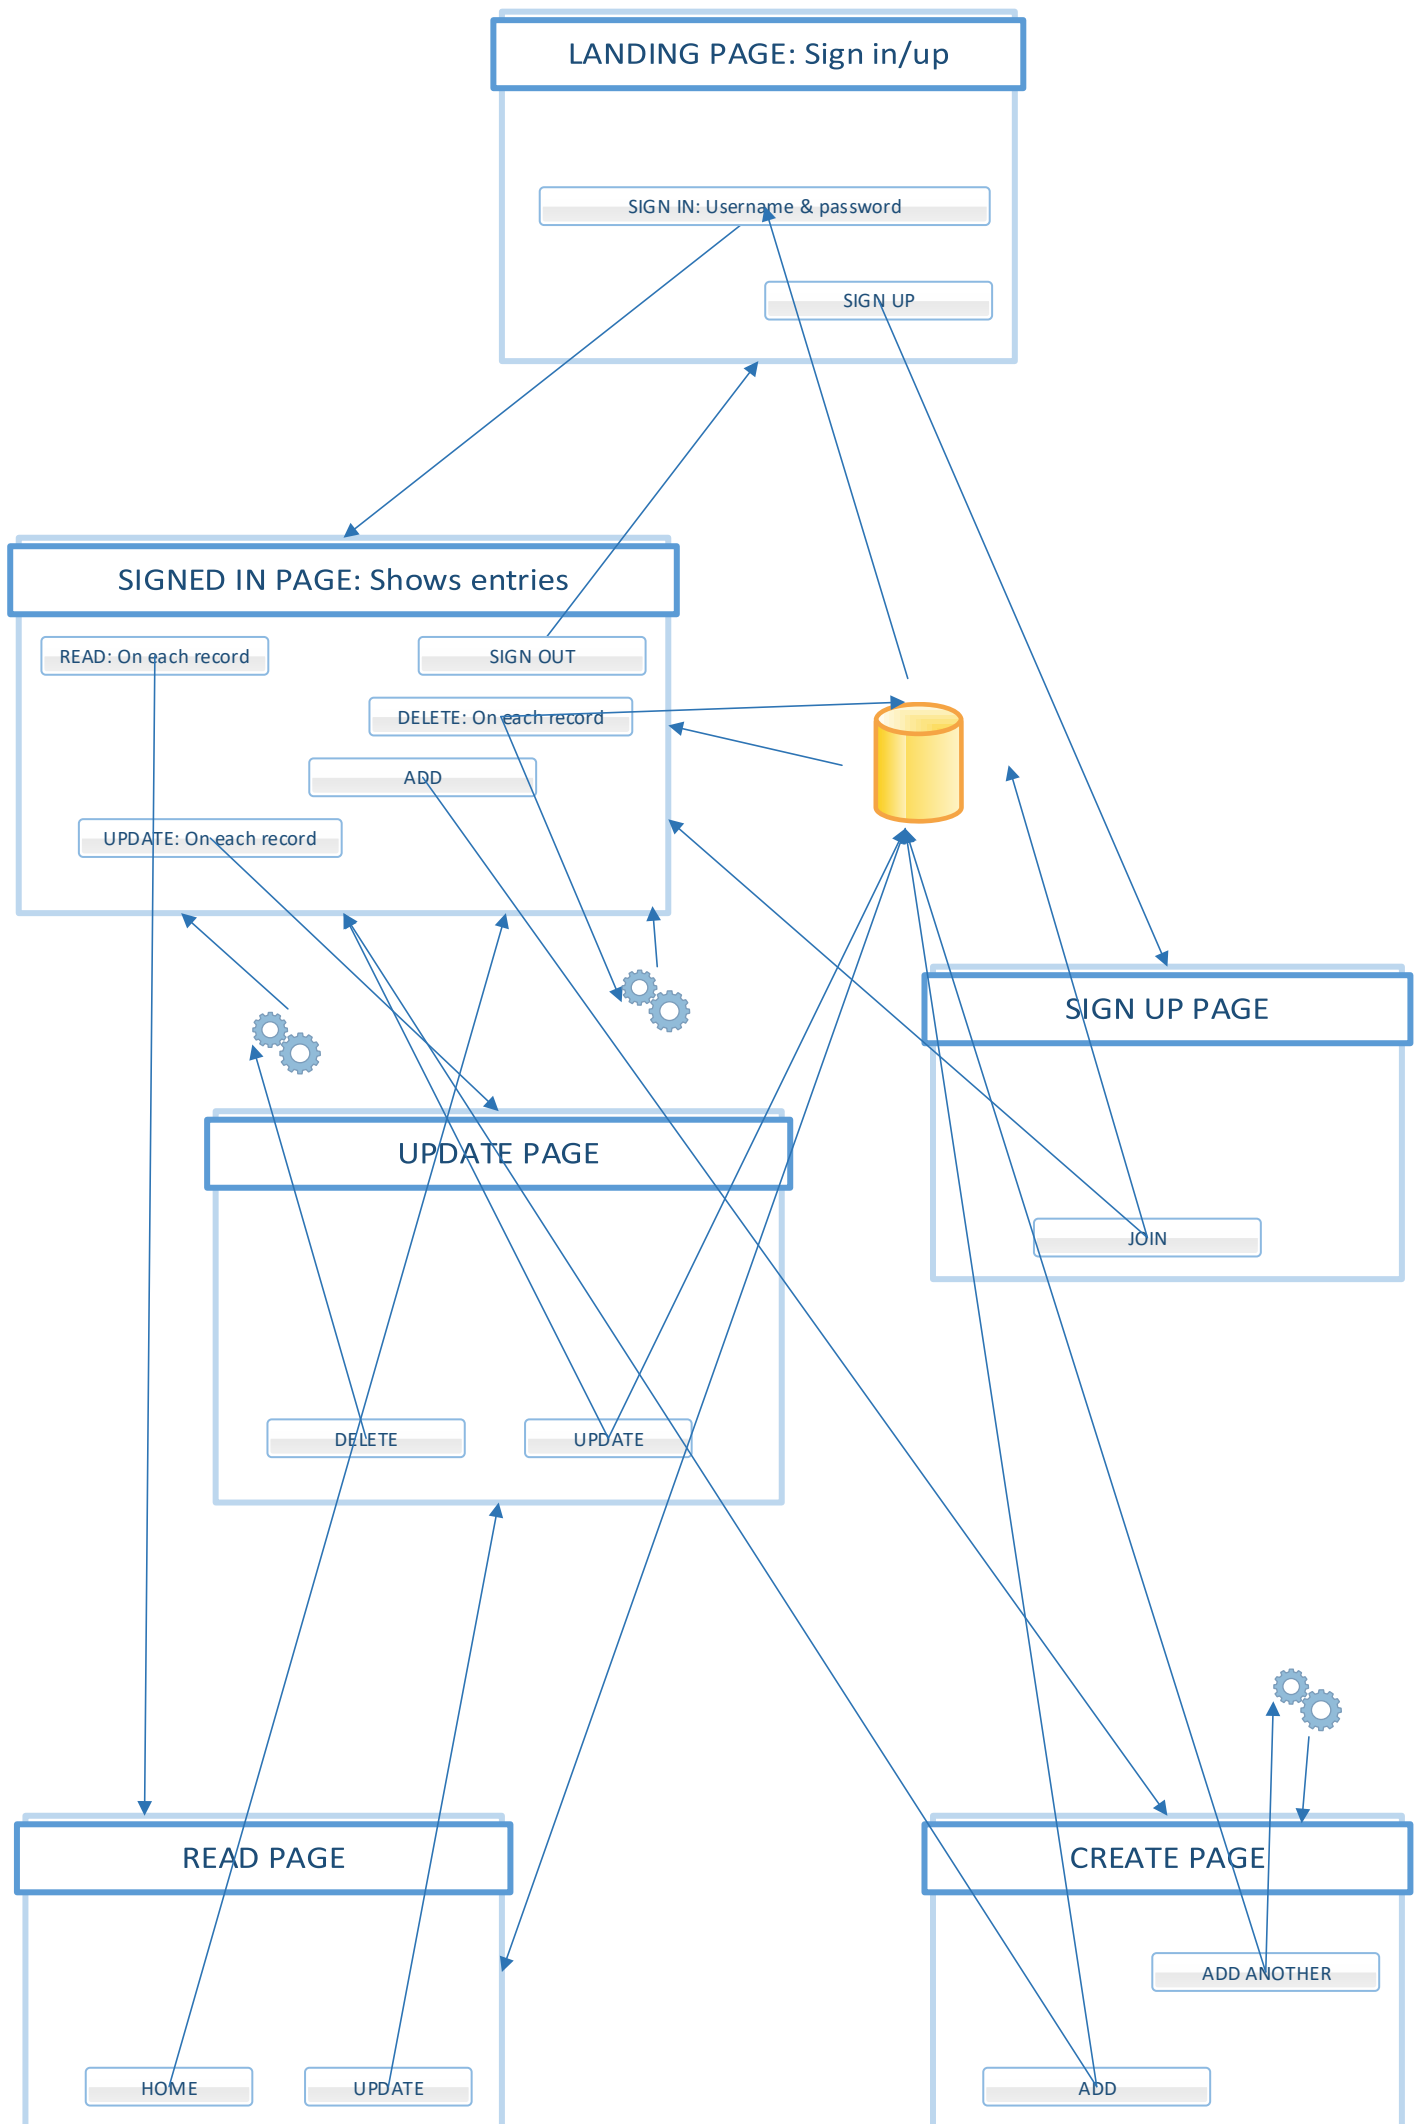 LANDING PAGE: Sign in/up
SIGN IN: Username & password
SIGN UP
SIGNED IN PAGE: Shows entries
READ: On each record
SIGN OUT
DELETE: On each record
ADD
UPDATE: On each record
SIGN UP PAGE
JOIN
UPDATE PAGE
DELETE
UPDATE
READ PAGE
HOME
UPDATE
CREATE PAGE
ADD ANOTHER
ADD